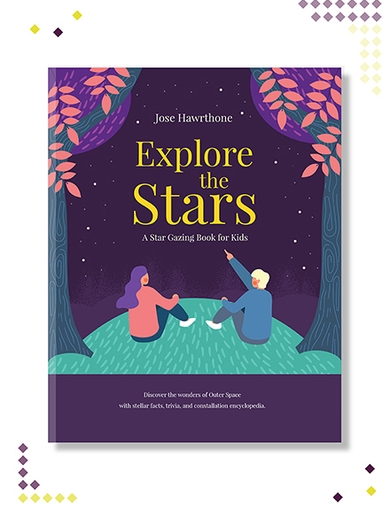 Jose Hawrthone
Explore
the
Stars
A Star Gazing Book for Kids
Discover the wonders of Outer Space
with stellar facts, trivia, and constallation encyclopedia.